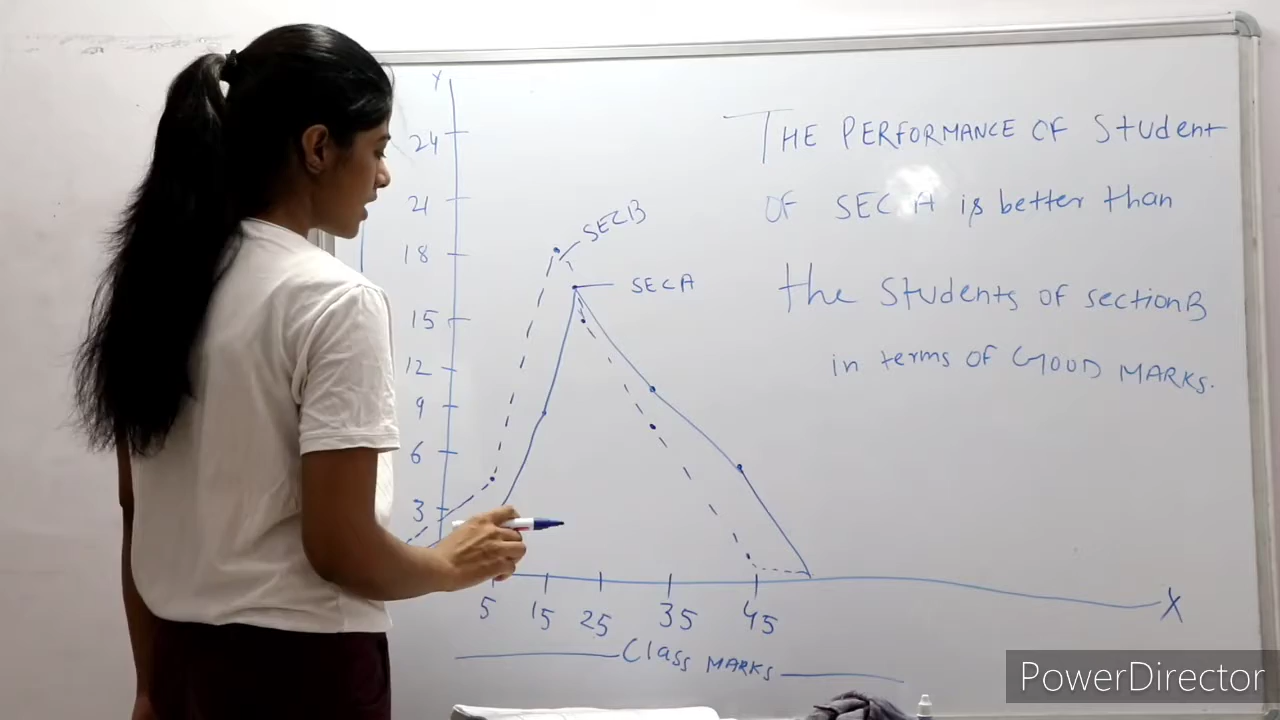 Y
24
21
18
15
12
9
6
3
SEC B
SEC A
5 15 25 35 45
X
Class MARKS
THE PERFORMANCE OF Student
OF SEC A is better than
the Students of section B
in terms of GOOD MARKS.
PowerDirector